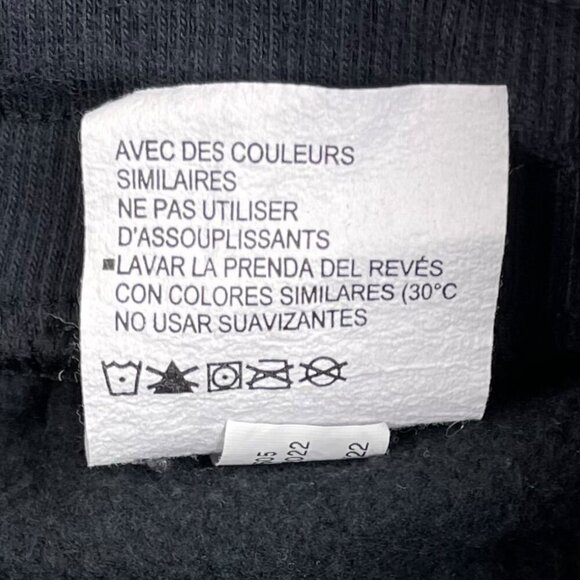 AVEC DES COULEURS
SIMILAIRES
NE PAS UTILISER
D'ASSOUPLISSANTS
▪LAVAR LA PRENDA DEL REVÉS
CON COLORES SIMILARES (30°C
NO USAR SUAVIZANTES
22